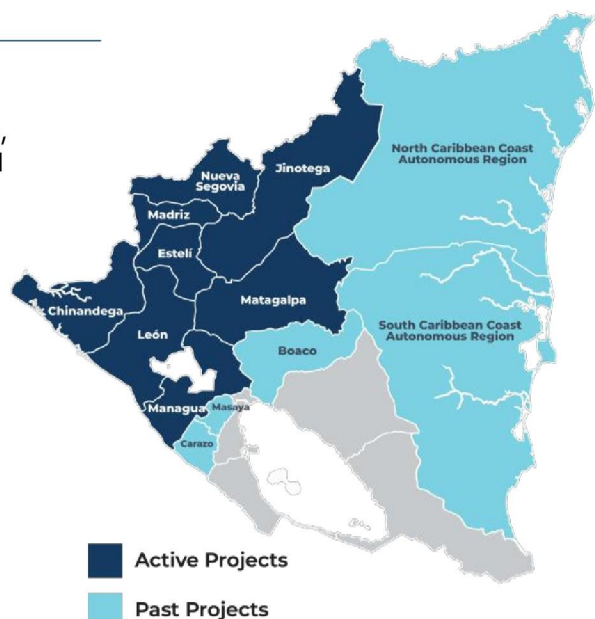 North Caribbean Coast
Autonomous Region
Jinotega
Nueva
Segovia
Madriz
Estelí
Chinandega
Matagalpa
León
South Caribbean Coast
Autonomous Region
Boaco
Managua
Masaya
Carazo
Active Projects
Past Projects